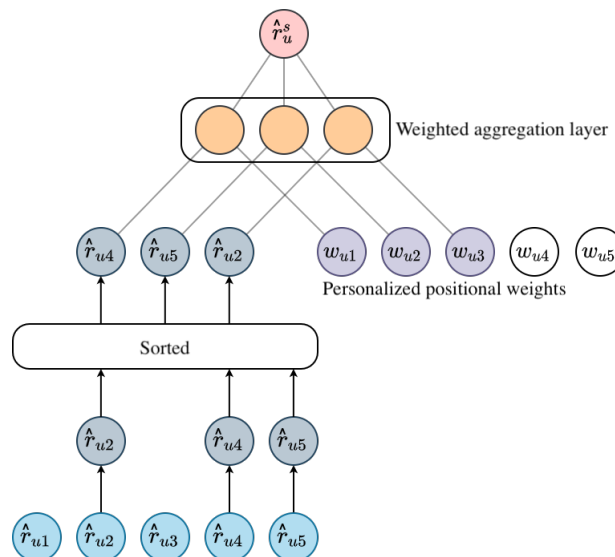 r̂ₛᵤ
Weighted aggregation layer
r̂ᵤ₄ r̂ᵤ₅ r̂ᵤ₂ wᵤ₁ wᵤ₂ wᵤ₃ wᵤ₄ wᵤ₅
Personalized positional weights
Sorted
r̂ᵤ₂ r̂ᵤ₄ r̂ᵤ₅
r̂ᵤ₁ r̂ᵤ₂ r̂ᵤ₃ r̂ᵤ₄ r̂ᵤ₅